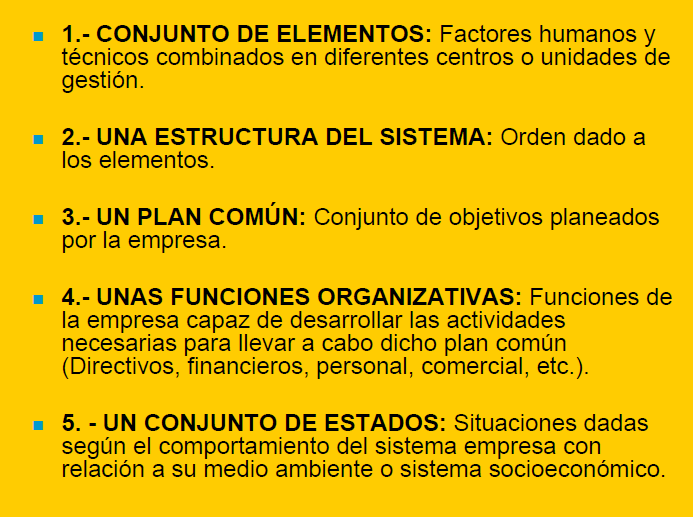 1.- CONJUNTO DE ELEMENTOS: Factores humanos y
técnicos combinados en diferentes centros o unidades de
gestión.
2.- UNA ESTRUCTURA DEL SISTEMA: Orden dado a
los elementos.
3.- UN PLAN COMÚN: Conjunto de objetivos planeados
por la empresa.
4.- UNAS FUNCIONES ORGANIZATIVAS: Funciones de
la empresa capaz de desarrollar las actividades
necesarias para llevar a cabo dicho plan común
(Directivos, financieros, personal, comercial, etc.).
5. - UN CONJUNTO DE ESTADOS: Situaciones dadas
según el comportamiento del sistema empresa con
relación a su medio ambiente o sistema socioeconómico.